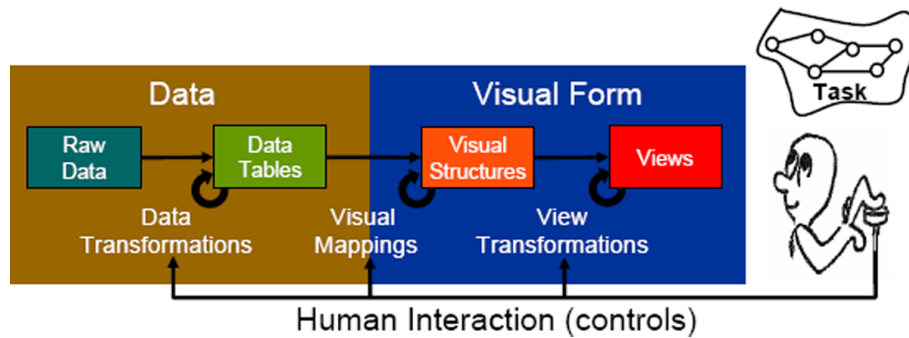 Task
Data
Visual Form
Raw
Data
Data
Tables
Visual
Structures
Views
Data
Transformations
Visual
Mappings
View
Transformations
Human Interaction (controls)